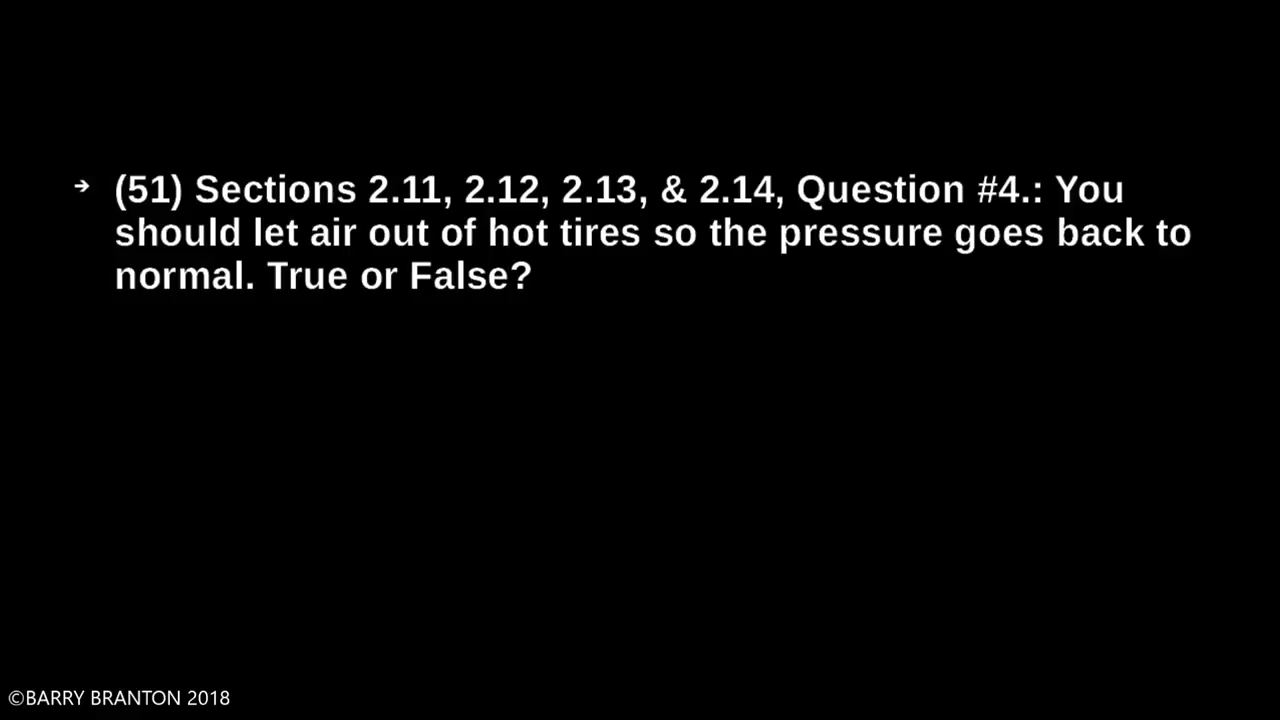 ➔ (51) Sections 2.11, 2.12, 2.13, & 2.14, Question #4.: You
should let air out of hot tires so the pressure goes back to
normal. True or False?
©BARRY BRANTON 2018